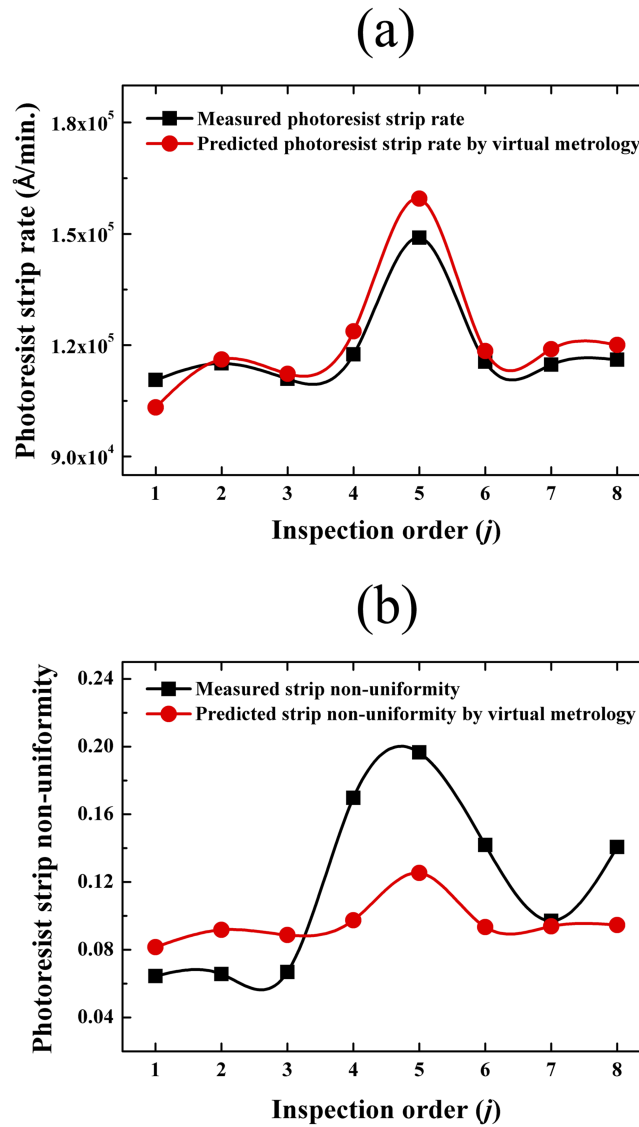 (a)
Photoresist strip rate (Å/min.)
1.8x10⁵
1.5x10⁵
1.2x10⁵
9.0x10⁴
Measured photoresist strip rate
Predicted photoresist strip rate by virtual metrology
1 2 3 4 5 6 7 8
Inspection order (j)
(b)
Photoresist strip non-uniformity
0.24
0.20
0.16
0.12
0.08
0.04
Measured strip non-uniformity
Predicted strip non-uniformity by virtual metrology
1 2 3 4 5 6 7 8
Inspection order (j)